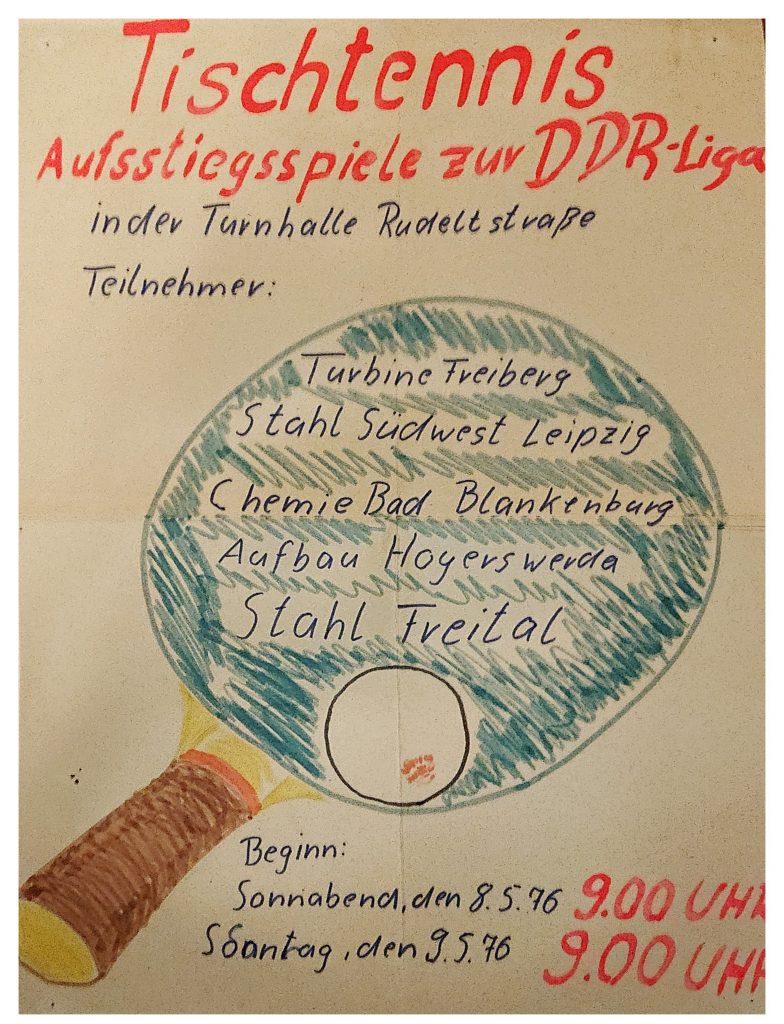 Tischtennis
Aufsstiegsspiele zur DDR-Liga
in der Turnhalle Rudeltstraße
Teilnehmer:
Turbine Freiberg
Stahl Südwest Leipzig
Chemie Bad Blankenburg
Aufbau Hoyerswerda
Stahl Freital
Beginn:
Sonnabend, den 8.5.76 9.00 UHR
Sonntag, den 9.5.76 9.00 UHR